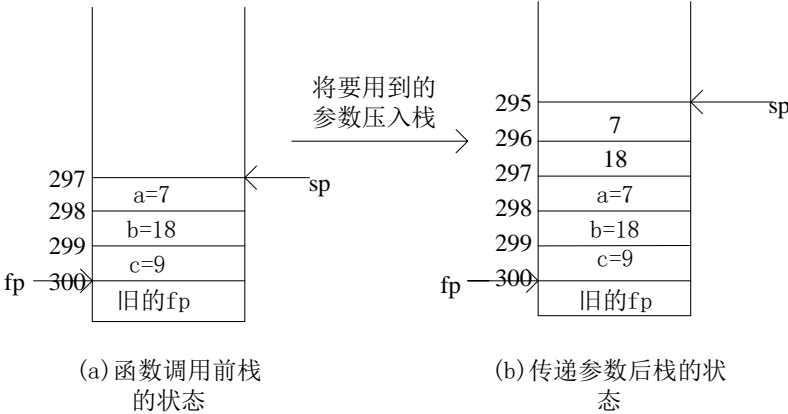 297
298
299
300
fp
a=7
b=18
c=9
旧的fp
sp
(a)函数调用前栈
的状态
将要用到的
参数压入栈
295
296
297
298
299
300
fp
7
18
a=7
b=18
c=9
旧的fp
sp
(b)传递参数后栈的状
态